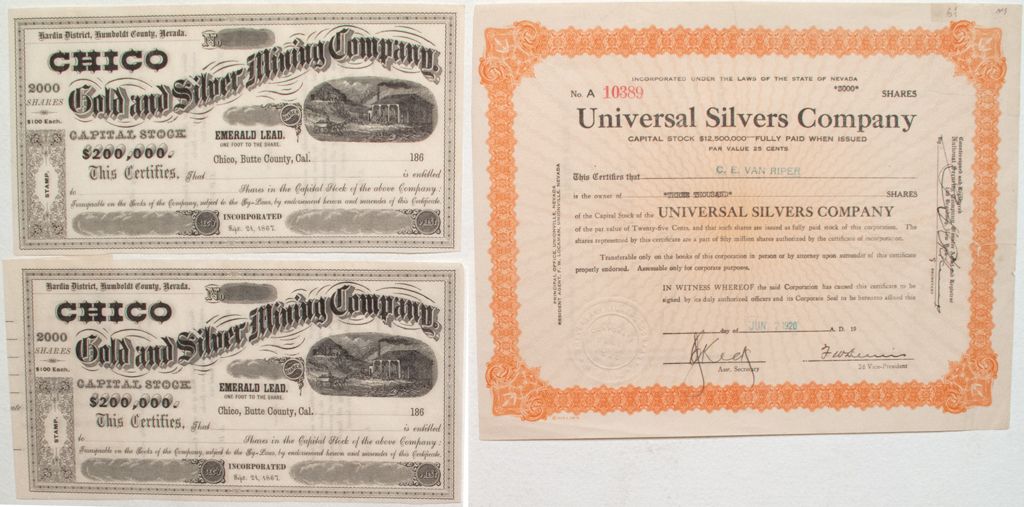 Hardin District, Humboldt County, Nevada.
No
CHICO
Gold and Silver Mining Company,
2000
SHARES
$100 Each.
CAPITAL STOCK
$200,000.
EMERALD LEAD.
ONE FOOT TO THE SHARE.
Chico, Butte County, Cal. 186
This Certifies, That is entitled
to Shares in the Capital Stock of the above Company:
Transferable on the Books of the Company, subject to the By-Laws, by endorsement hereon and surrender of this Certificate.
STAMP.
INCORPORATED
Sept. 21, 1867.
Hardin District, Humboldt County, Nevada.
No
CHICO
Gold and Silver Mining Company,
2000
SHARES
$100 Each.
CAPITAL STOCK
$200,000.
EMERALD LEAD.
ONE FOOT TO THE SHARE.
Chico, Butte County, Cal. 186
This Certifies, That is entitled
to Shares in the Capital Stock of the above Company:
Transferable on the Books of the Company, subject to the By-Laws, by endorsement hereon and surrender of this Certificate.
STAMP.
INCORPORATED
Sept. 21, 1867.
INCORPORATED UNDER THE LAWS OF THE STATE OF NEVADA
No. A 10389 *3000* SHARES
Universal Silvers Company
CAPITAL STOCK $12,500,000 FULLY PAID WHEN ISSUED
PAR VALUE 25 CENTS
This Certifies that C. E. VAN RIPER
is the owner of *THREE THOUSAND* SHARES
of the Capital Stock of the UNIVERSAL SILVERS COMPANY
of the par value of Twenty-five Cents, and that such shares are issued as fully paid stock of this corporation. The
shares represented by this certificate are a part of fifty million shares authorized by the certificate of incorporation.
Transferable only on the books of this corporation in person or by attorney upon surrender of this certificate
properly endorsed. Assessable only for corporate purposes.
IN WITNESS WHEREOF the said Corporation has caused this certificate to be
signed by its duly authorized officers and its Corporate Seal to be hereunto affixed this
day of JUN 2 1920 A. D. 19
Asst. Secretary
2d Vice-President
PRINCIPAL OFFICE, UNIONVILLE, NEVADA
RESIDENT AGENT, F. M. LOCKMAN, UNIONVILLE, NEVADA